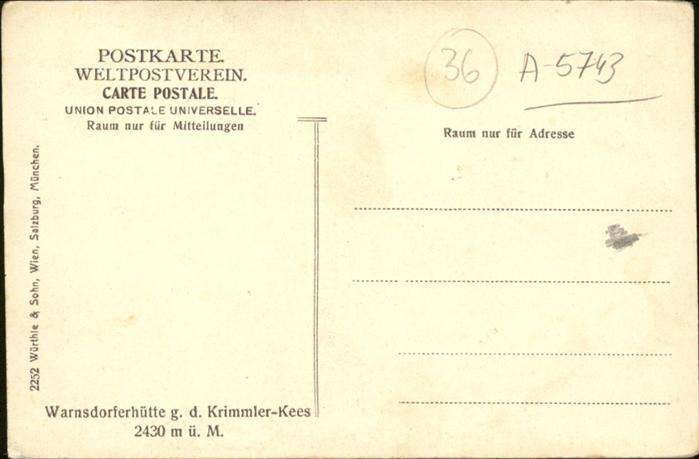 POSTKARTE.
WELTPOSTVEREIN.
CARTE POSTALE.
UNION POSTALE UNIVERSELLE.
Raum nur für Mitteilungen
36
A-5743
Raum nur für Adresse
2252 Würthle & Sohn, Wien, Salzburg, München.
Warnsdorferhütte g. d. Krimmler-Kees
2430 m ü. M.